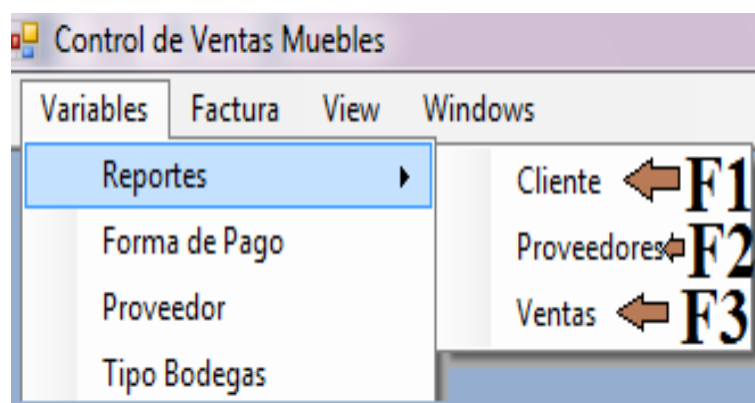 Control de Ventas Muebles
Variables Factura View Windows
Reportes
Forma de Pago
Proveedor
Tipo Bodegas
Cliente F1
Proveedores F2
Ventas F3